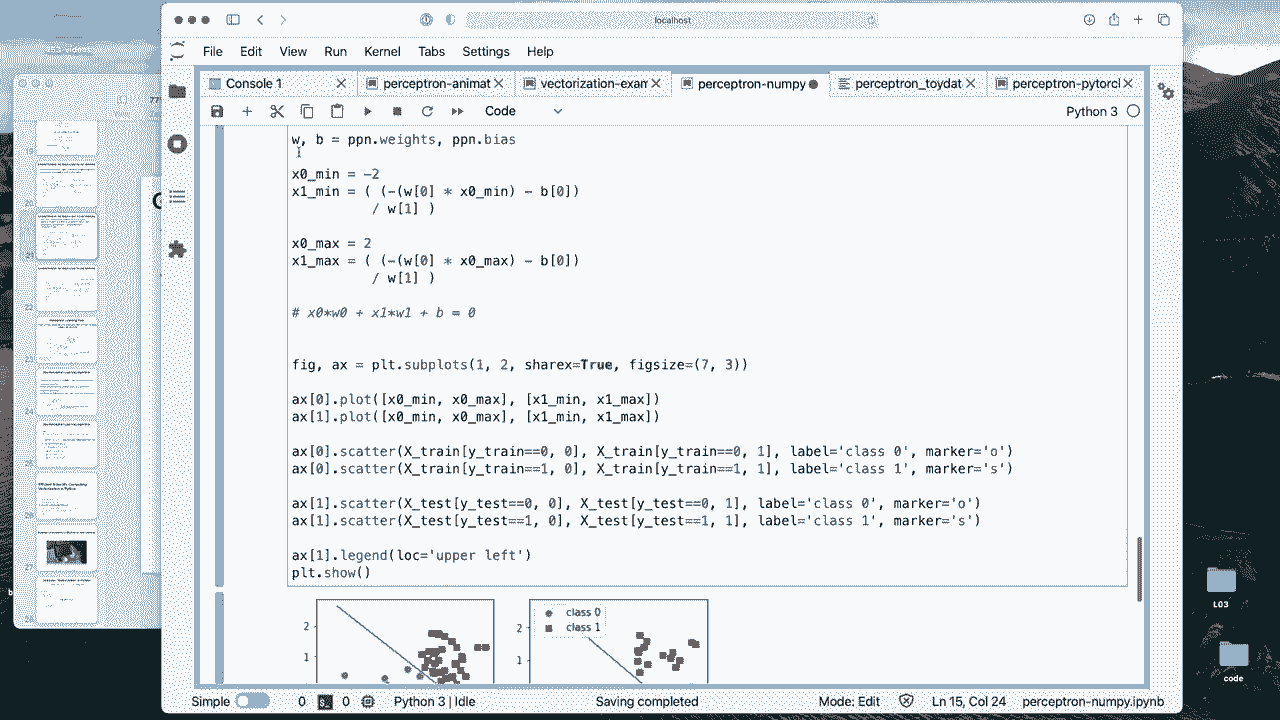 localhost
File Edit View Run Kernel Tabs Settings Help
Console 1 perceptron-animat vectorization-exam perceptron-numpy perceptron_toydat perceptron-pytorcl
Code Python 3
w, b = ppn.weights, ppn.bias
x0_min = -2
x1_min = ( (-(w[0] * x0_min) - b[0])
/ w[1] )
x0_max = 2
x1_max = ( (-(w[0] * x0_max) - b[0])
/ w[1] )
# x0*w0 + x1*w1 + b = 0
fig, ax = plt.subplots(1, 2, sharex=True, figsize=(7, 3))
ax[0].plot([x0_min, x0_max], [x1_min, x1_max])
ax[1].plot([x0_min, x0_max], [x1_min, x1_max])
ax[0].scatter(X_train[y_train==0, 0], X_train[y_train==0, 1], label='class 0', marker='o')
ax[0].scatter(X_train[y_train==1, 0], X_train[y_train==1, 1], label='class 1', marker='s')
ax[1].scatter(X_test[y_test==0, 0], X_test[y_test==0, 1], label='class 0', marker='o')
ax[1].scatter(X_test[y_test==1, 0], X_test[y_test==1, 1], label='class 1', marker='s')
ax[1].legend(loc='upper left')
plt.show()
2 2 class 0
class 1
1 1
L03
code
Simple 0 0 Python 3 | Idle Saving completed Mode: Edit Ln 15, Col 24 perceptron-numpy.ipynb